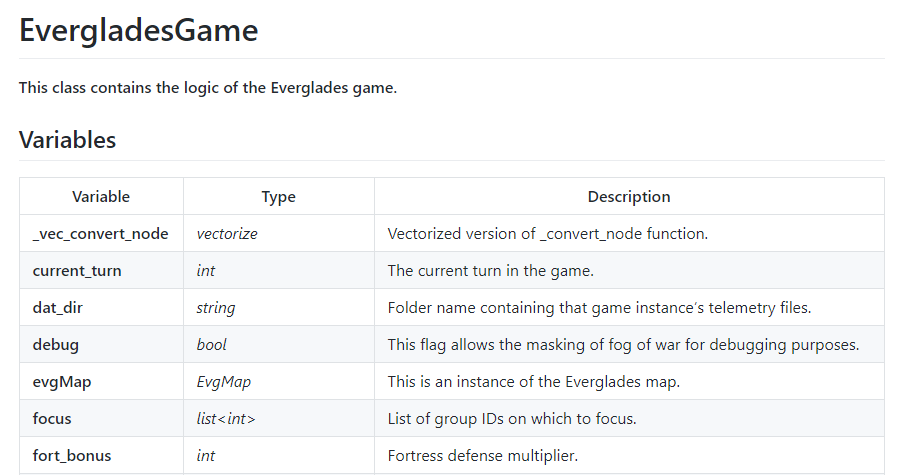 EvergladesGame
This class contains the logic of the Everglades game.
Variables
Variable Type Description
_vec_convert_node vectorize Vectorized version of _convert_node function.
current_turn int The current turn in the game.
dat_dir string Folder name containing that game instance's telemetry files.
debug bool This flag allows the masking of fog of war for debugging purposes.
evgMap EvgMap This is an instance of the Everglades map.
focus list<int> List of group IDs on which to focus.
fort_bonus int Fortress defense multiplier.